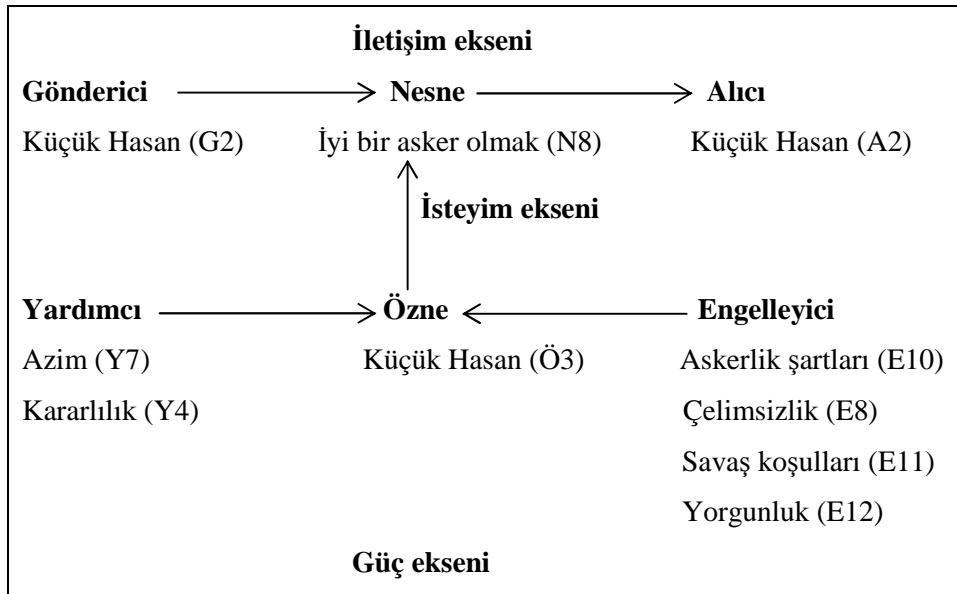 İletişim ekseni
Gönderici Nesne Alıcı
Küçük Hasan (G2) İyi bir asker olmak (N8) Küçük Hasan (A2)
İsteyim ekseni
Yardımcı Özne Engelleyici
Azim (Y7) Küçük Hasan (Ö3) Askerlik şartları (E10)
Kararlılık (Y4) Çelimsizlik (E8)
Savaş koşulları (E11)
Yorgunluk (E12)
Güç ekseni